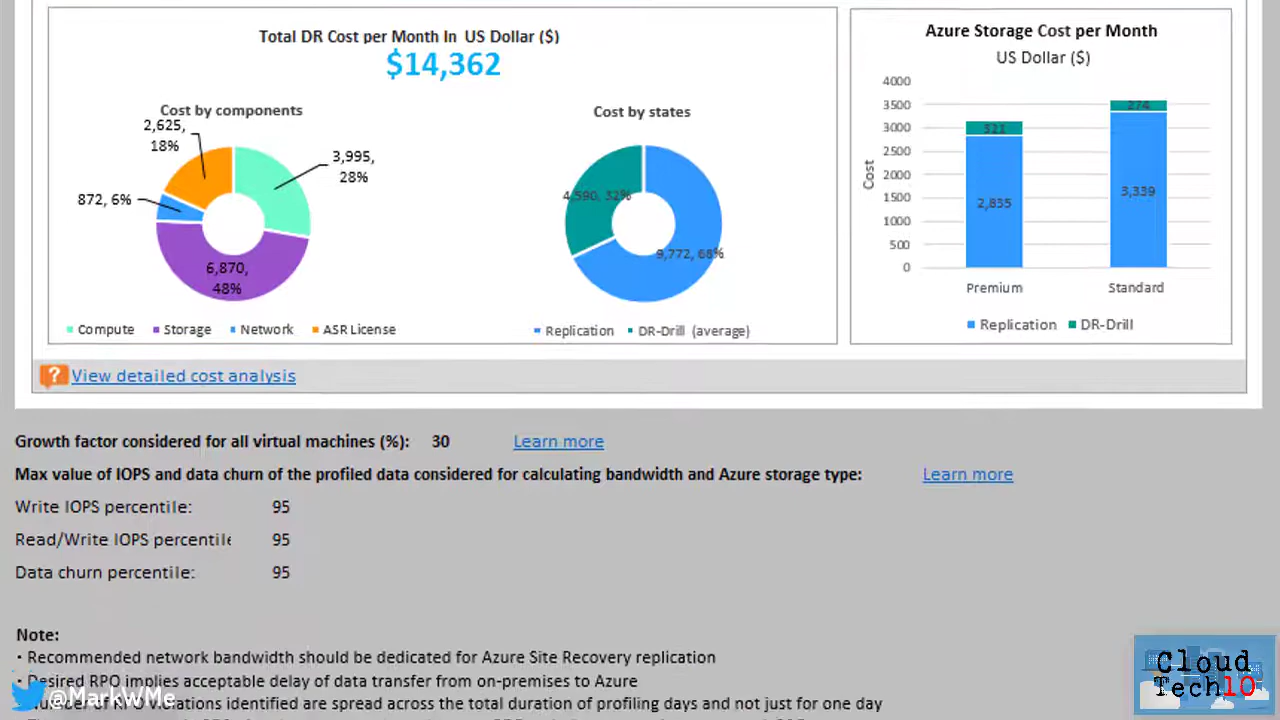 Total DR Cost per Month In US Dollar ($)
$14,362
Cost by components
2,625,
18%
3,995,
28%
872, 6%
6,870,
48%
Compute Storage Network ASR License
Cost by states
4,590, 32%
9,772, 68%
Replication DR-Drill (average)
Azure Storage Cost per Month
US Dollar ($)
4000
3500
3000
2500
2000
1500
1000
500
0
Cost
321
2,835
274
3,339
Premium Standard
Replication DR-Drill
? View detailed cost analysis
Growth factor considered for all virtual machines (%): 30 Learn more
Max value of IOPS and data churn of the profiled data considered for calculating bandwidth and Azure storage type: Learn more
Write IOPS percentile: 95
Read/Write IOPS percentile 95
Data churn percentile: 95
Note:
· Recommended network bandwidth should be dedicated for Azure Site Recovery replication
· Desired RPO implies acceptable delay of data transfer from on-premises to Azure
identified are spread across the total duration of profiling days and not just for one day
@MarkWMe
Cloud
Tech10